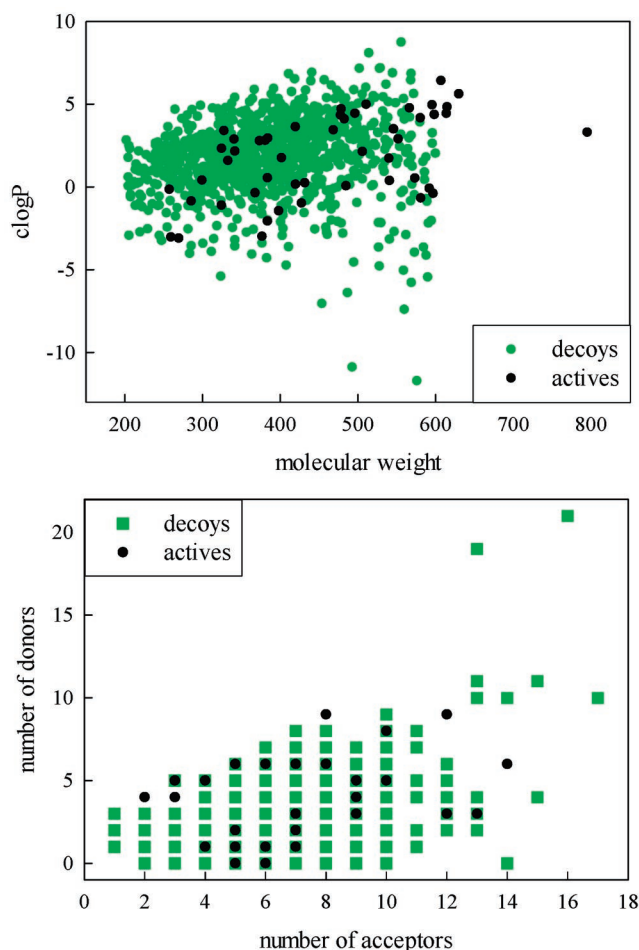 10
5
0
-5
-10
clogP
decoys
actives
200 300 400 500 600 700 800
molecular weight
decoys
actives
20
15
10
5
0
number of donors
0 2 4 6 8 10 12 14 16 18
number of acceptors